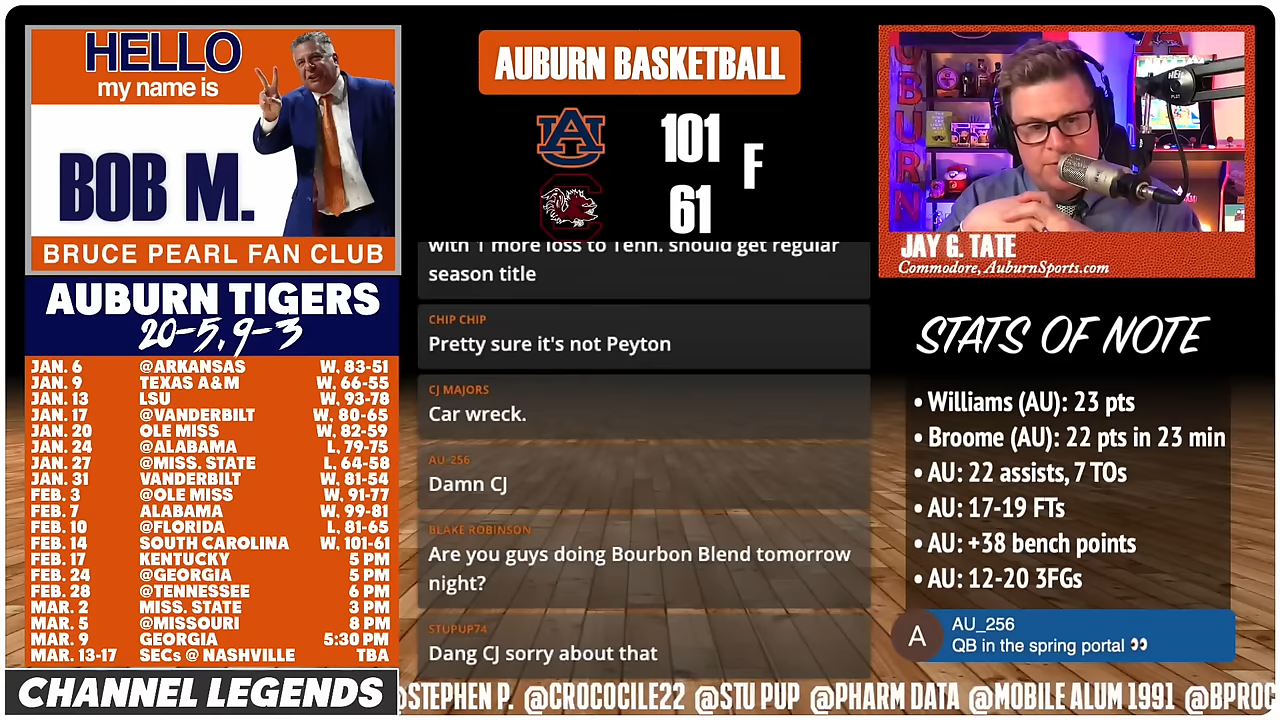 HELLO
my name is
BOB M.
BRUCE PEARL FAN CLUB
AUBURN TIGERS
20-5, 9-3
JAN. 6 @ARKANSAS W, 83-51
JAN. 9 TEXAS A&M W, 66-55
JAN. 13 LSU W, 93-78
JAN. 17 @VANDERBILT W, 80-65
JAN. 20 OLE MISS W, 82-59
JAN. 24 @ALABAMA L, 79-75
JAN. 27 @MISS. STATE L, 64-58
JAN. 31 VANDERBILT W, 81-54
FEB. 3 @OLE MISS W, 91-77
FEB. 7 ALABAMA W, 99-81
FEB. 10 @FLORIDA L, 81-65
FEB. 14 SOUTH CAROLINA W, 101-61
FEB. 17 KENTUCKY 5 PM
FEB. 24 @GEORGIA 5 PM
FEB. 28 @TENNESSEE 6 PM
MAR. 2 MISS. STATE 3 PM
MAR. 5 @MISSOURI 8 PM
MAR. 9 GEORGIA 5:30 PM
MAR. 13-17 SECs @ NASHVILLE TBA
AUBURN BASKETBALL
AU 101
F
61
with 1 more loss to Tenn. should get regular
season title
CHIP CHIP
Pretty sure it's not Peyton
CJ MAJORS
Car wreck.
AU-256
Damn CJ
BLAKE ROBINSON
Are you guys doing Bourbon Blend tomorrow
night?
STUPUP74
Dang CJ sorry about that
AUBURN
JAY G. TATE
Commodore, AuburnSports.com
STATS OF NOTE
• Williams (AU): 23 pts
• Broome (AU): 22 pts in 23 min
• AU: 22 assists, 7 TOs
• AU: 17-19 FTs
• AU: +38 bench points
• AU: 12-20 3FGs
A
AU_256
QB in the spring portal 👀
CHANNEL LEGENDS
@STEPHEN P. @CROCOCILE22 @STU PUP @PHARM DATA @MOBILE ALUM 1991 @BPROC